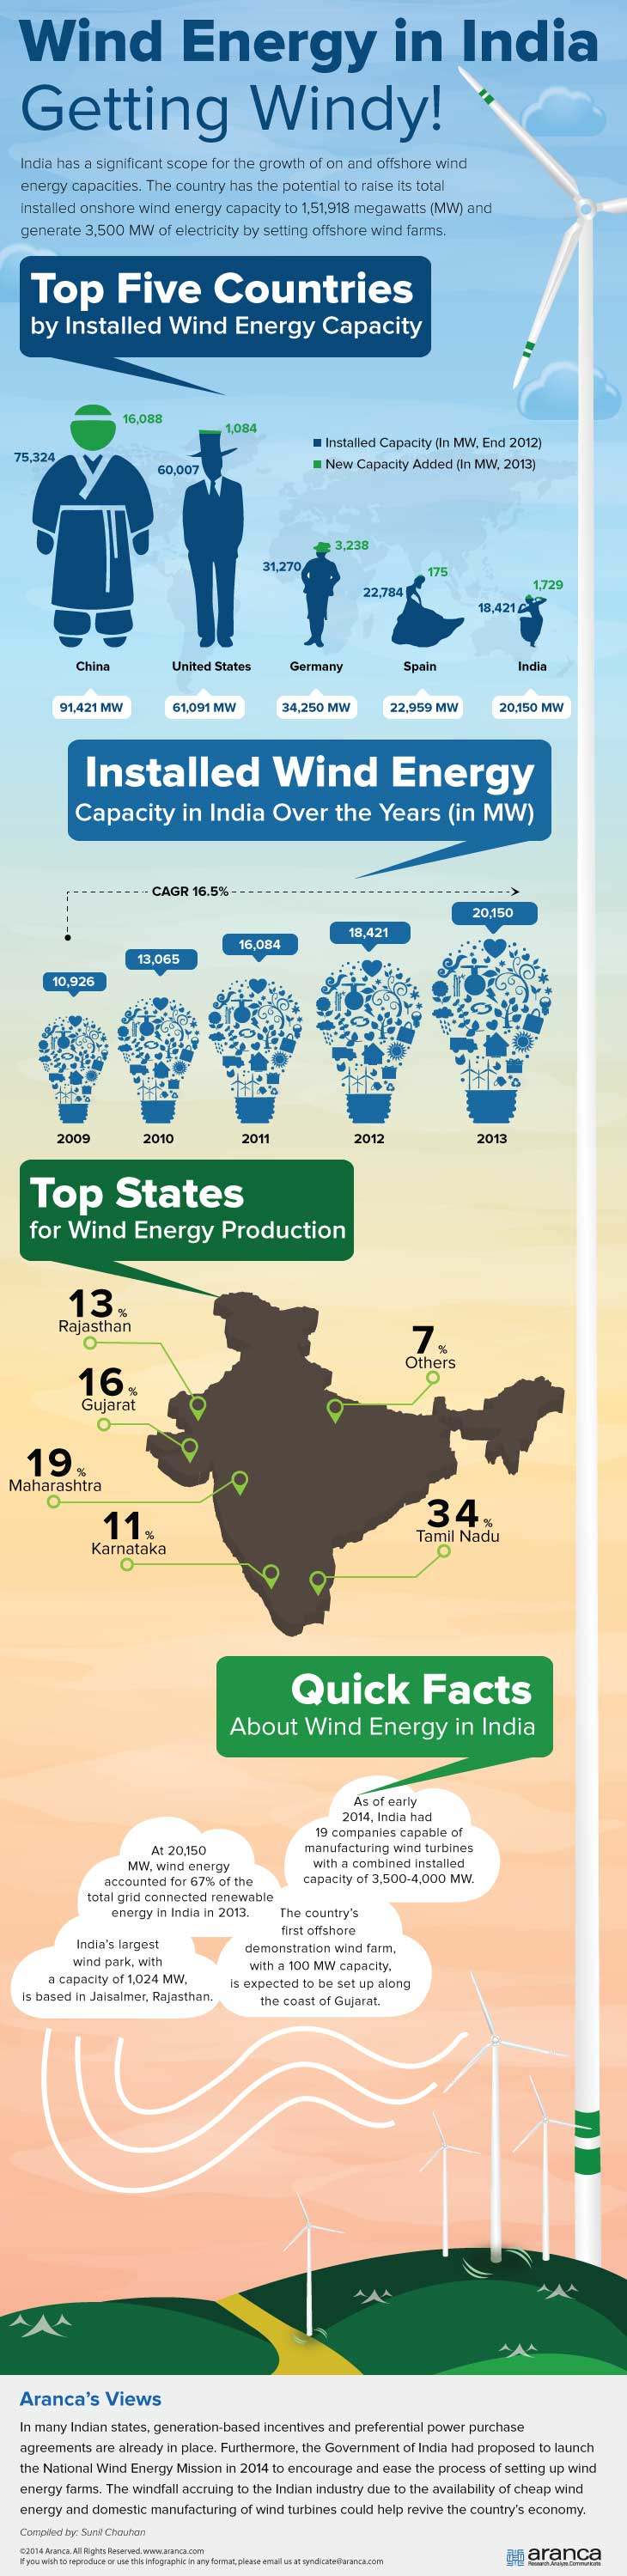 Wind Energy in India
Getting Windy!
India has a significant scope for the growth of on and offshore wind
energy capacities. The country has the potential to raise its total
installed onshore wind energy capacity to 1,51,918 megawatts (MW) and
generate 3,500 MW of electricity by setting offshore wind farms.
Top Five Countries
by Installed Wind Energy Capacity
Installed Capacity (In MW, End 2012)
New Capacity Added (In MW, 2013)
16,088
75,324
1,084
60,007
3,238
31,270
175
22,784
1,729
18,421
China
United States
Germany
Spain
India
91,421 MW
61,091 MW
34,250 MW
22,959 MW
20,150 MW
Installed Wind Energy
Capacity in India Over the Years (in MW)
CAGR 16.5%
10,926
13,065
16,084
18,421
20,150
2009
2010
2011
2012
2013
Top States
for Wind Energy Production
13%
Rajasthan
7%
Others
16%
Gujarat
19%
Maharashtra
11%
Karnataka
34%
Tamil Nadu
Quick Facts
About Wind Energy in India
As of early
2014, India had
19 companies capable of
manufacturing wind turbines
with a combined installed
capacity of 3,500-4,000 MW.
At 20,150
MW, wind energy
accounted for 67% of the
total grid connected renewable
energy in India in 2013.
The country's
first offshore
demonstration wind farm,
with a 100 MW capacity,
is expected to be set up along
the coast of Gujarat.
India's largest
wind park, with
a capacity of 1,024 MW,
is based in Jaisalmer, Rajasthan.
Aranca's Views
In many Indian states, generation-based incentives and preferential power purchase
agreements are already in place. Furthermore, the Government of India had proposed to launch
the National Wind Energy Mission in 2014 to encourage and ease the process of setting up wind
energy farms. The windfall accruing to the Indian industry due to the availability of cheap wind
energy and domestic manufacturing of wind turbines could help revive the country's economy.
Compiled by: Sunil Chauhan
©2014 Aranca. All Rights Reserved. www.aranca.com
If you wish to reproduce or use this infographic in any format, please email us at syndicate@aranca.com
aranca
Research.Analyze.Communicate